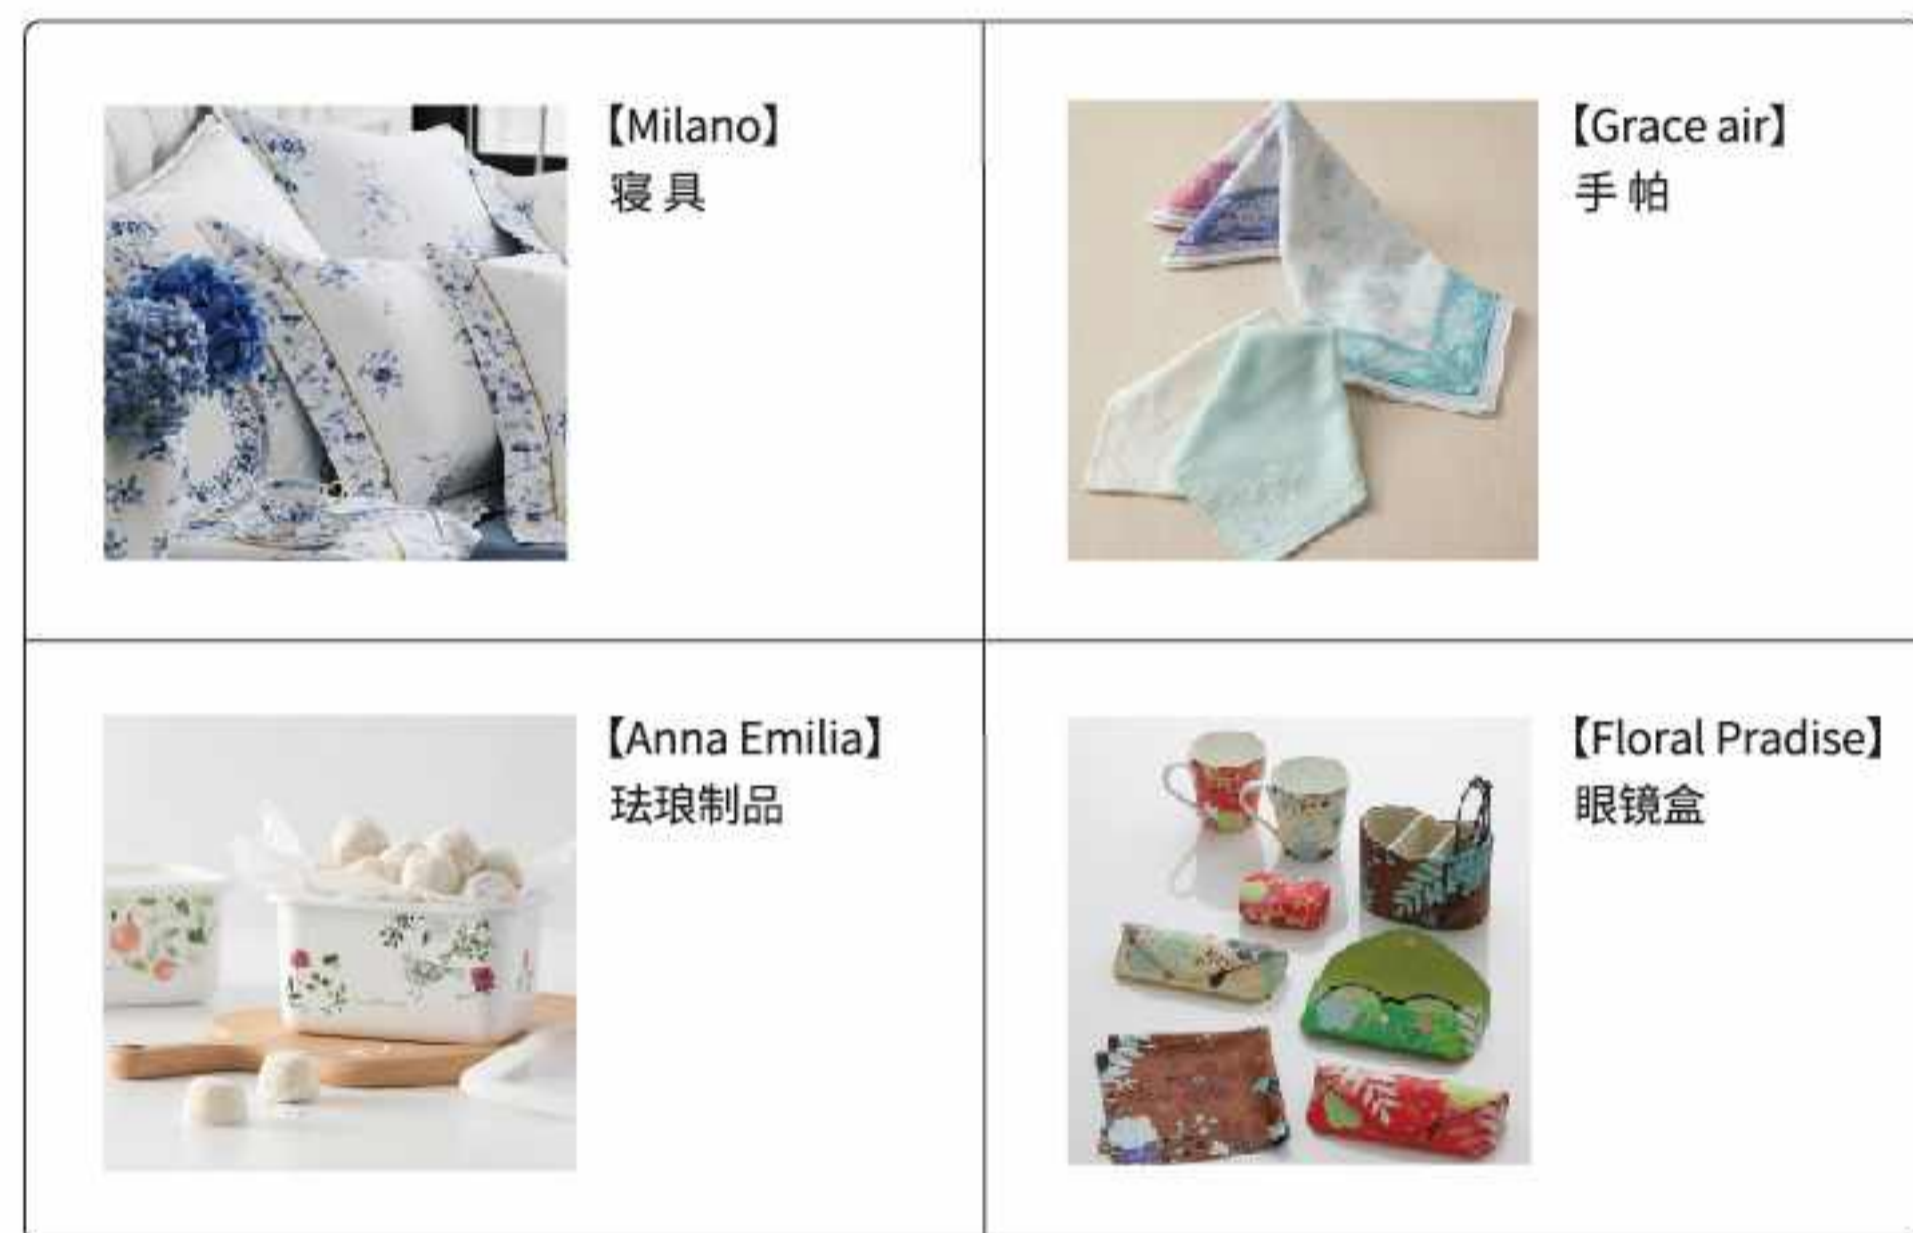 【Milano】
寝具
【Grace air】
手帕
【Anna Emilia】
珐琅制品
【Floral Pradise】
眼镜盒